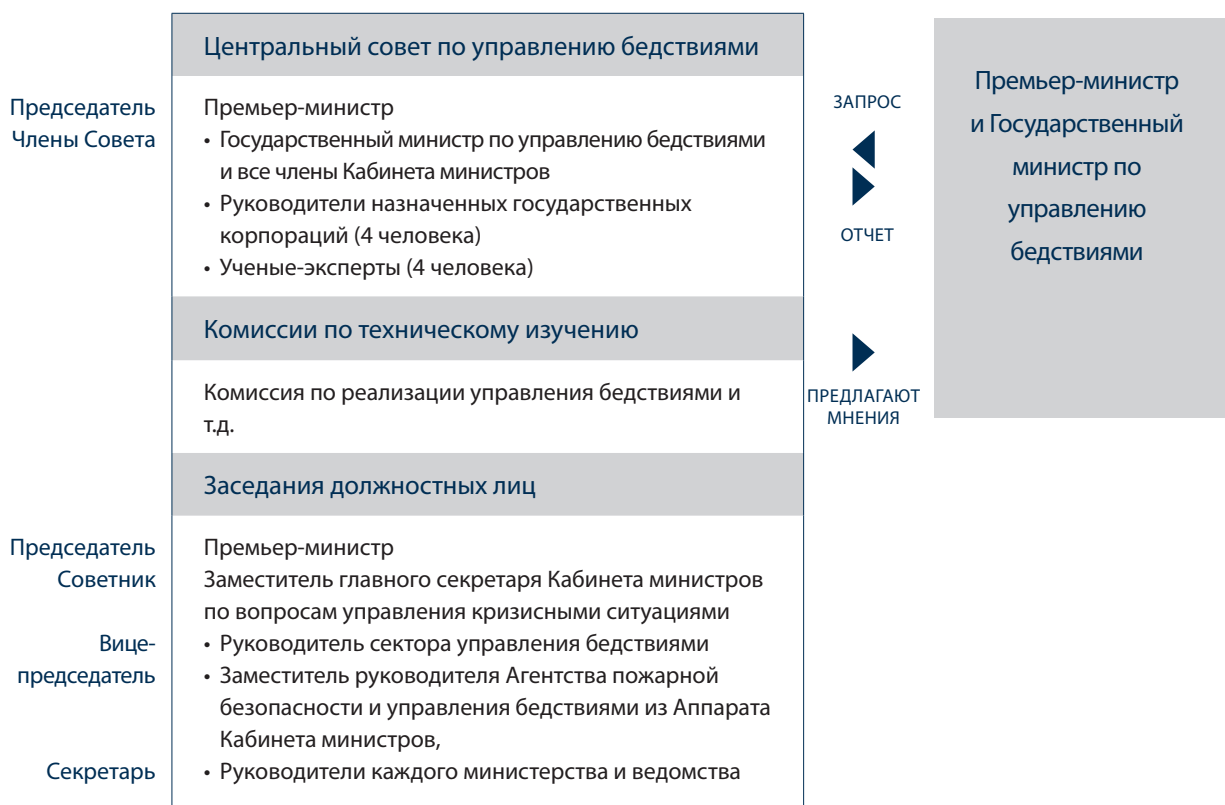 Центральный совет по управлению бедствиями
Председатель
Члены Совета
Премьер-министр
• Государственный министр по управлению бедствиями
и все члены Кабинета министров
• Руководители назначенных государственных
корпораций (4 человека)
• Ученые-эксперты (4 человека)
ЗАПРОС
ОТЧЕТ
Премьер-министр
и Государственный
министр по
управлению
бедствиями
Комиссии по техническому изучению
Комиссия по реализации управления бедствиями и
т.д.
ПРЕДЛАГАЮТ
МНЕНИЯ
Заседания должностных лиц
Председатель
Советник
Вице-
председатель
Секретарь
Премьер-министр
Заместитель главного секретаря Кабинета министров
по вопросам управления кризисными ситуациями
• Руководитель сектора управления бедствиями
• Заместитель руководителя Агентства пожарной
безопасности и управления бедствиями из Аппарата
Кабинета министров,
• Руководители каждого министерства и ведомства